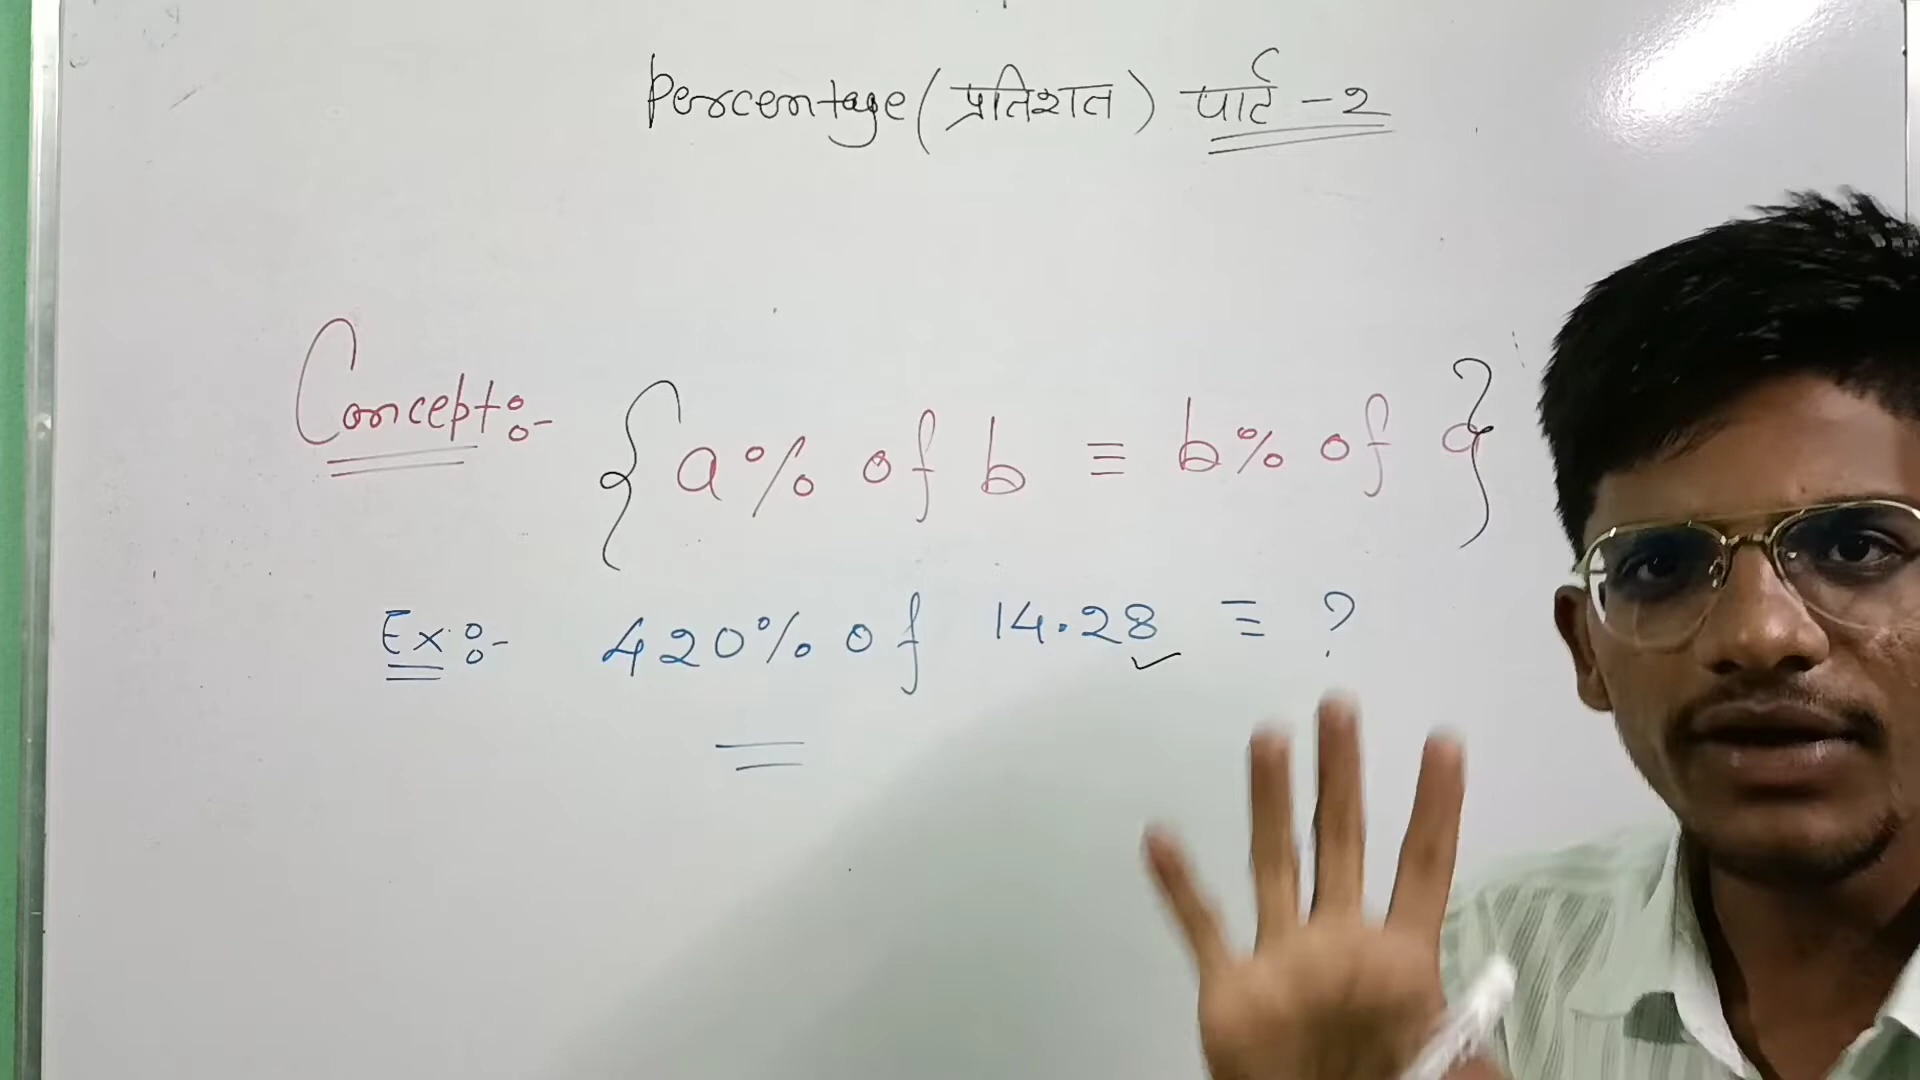 Percentage (प्रतिशत) पार्ट - 2
Concept:- {a% of b = b% of a}
Ex:- 420% of 14.28 = ?